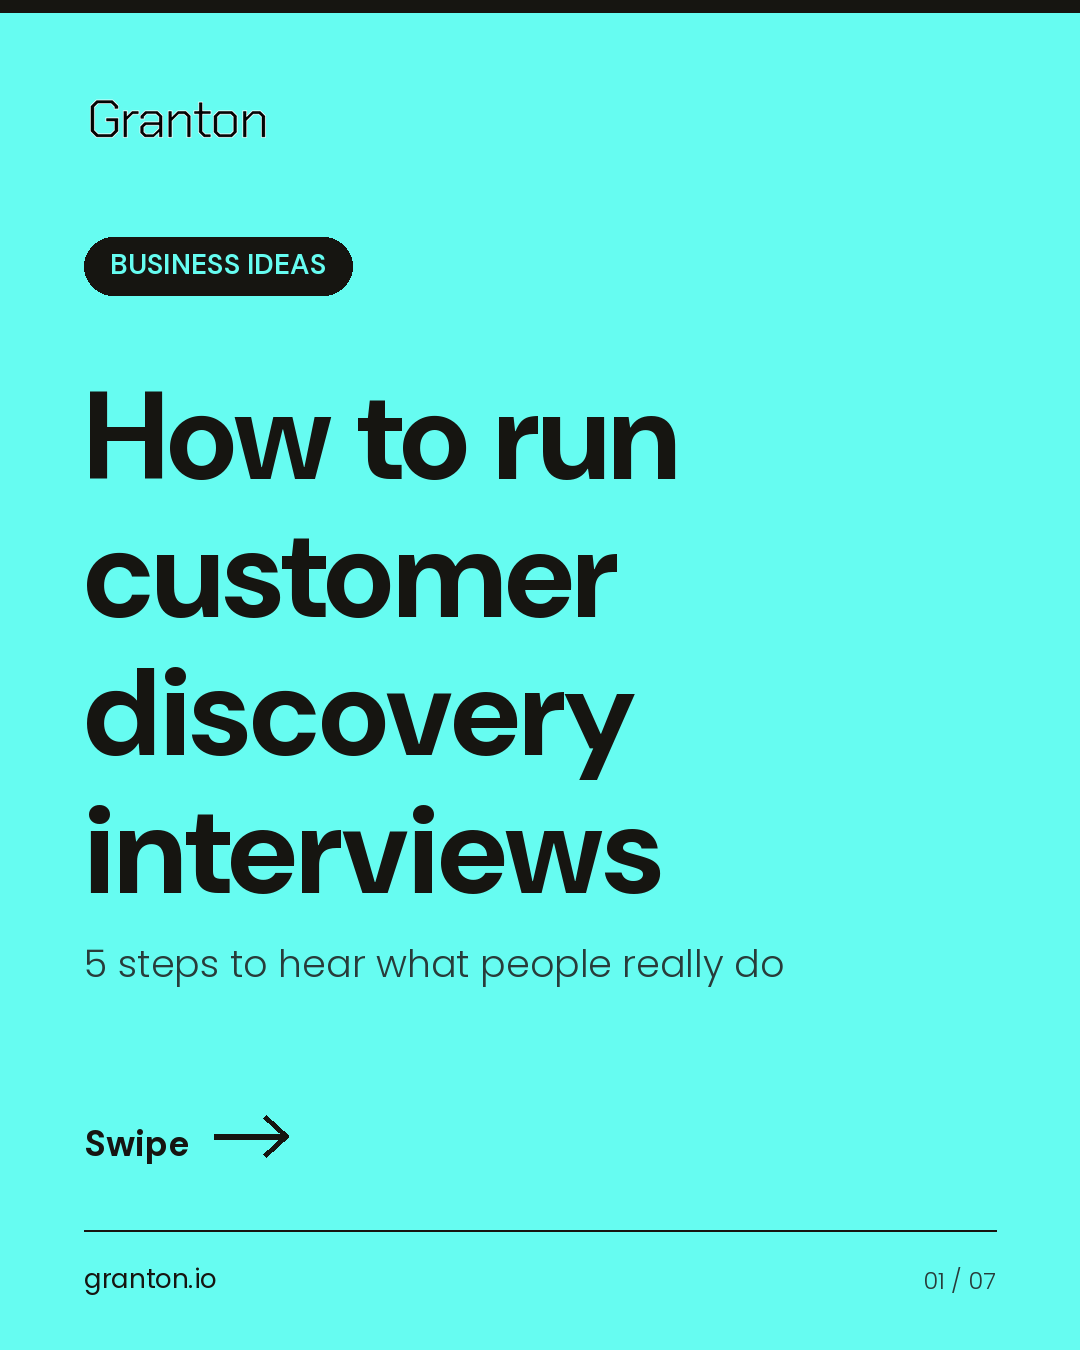 Granton
BUSINESS IDEAS
How to run
customer
discovery
interviews
5 steps to hear what people really do
Swipe
granton.io
01 / 07